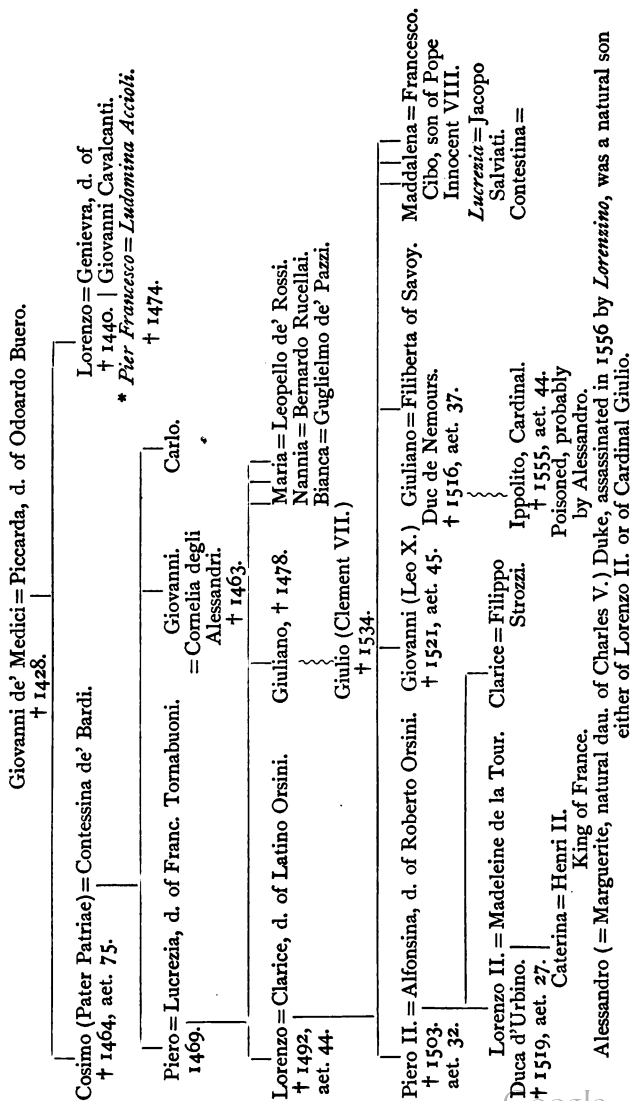 Giovanni de' Medici = Piccarda, d. of Odoardo Buero.
† 1428.
Cosimo (Pater Patriae) = Contessina de' Bardi.
† 1464, aet. 75.
Lorenzo = Genievra, d. of
† 1440. | Giovanni Cavalcanti.
* Pier Francesco = Ludomina Accioli.
† 1474.
Piero = Lucrezia, d. of Franc. Tornabuoni.
1469.
Giovanni.
= Cornelia degli
Alessandri.
† 1463.
Carlo.
Lorenzo = Clarice, d. of Latino Orsini.
† 1492,
aet. 44.
Giuliano, † 1478.
Giulio (Clement VII.)
† 1534.
Maria = Leopello de' Rossi.
Nannia = Bernardo Rucellai.
Bianca = Guglielmo de' Pazzi.
Piero II. = Alfonsina, d. of Roberto Orsini.
† 1503.
aet. 32.
Giovanni (Leo X.)
† 1521, aet. 45.
Giuliano = Filiberta of Savoy.
Duc de Nemours.
† 1516, aet. 37.
Maddalena = Francesco.
Cibo, son of Pope
Innocent VIII.
Lucrezia = Jacopo
Salviati.
Contestina =
Lorenzo II. = Madeleine de la Tour.
Duca d'Urbino.
† 1519, aet. 27.
Clarice = Filippo
Strozzi.
Ippolito, Cardinal.
† 1555, aet. 44.
Poisoned, probably
by Alessandro.
Caterina = Henri II.
King of France.
Alessandro ( = Marguerite, natural dau. of Charles V.) Duke, assassinated in 1556 by Lorenzino, was a natural son
either of Lorenzo II. or of Cardinal Giulio.
Google